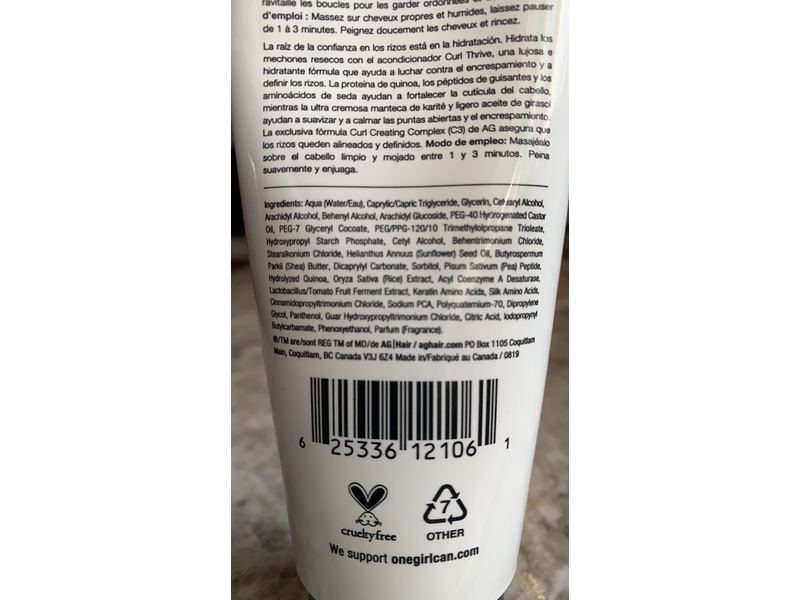 ravitaille les boucles pour les garder ordonnées
d'emploi : Massez sur cheveux propres et humides, laissez pauser
de 1 à 3 minutes. Peignez doucement les cheveux et rincez.
La raíz de la confianza en los rizos está en la hidratación. Hidrata los
mechones resecos con el acondicionador Curl Thrive, una lujosa e
hidratante fórmula que ayuda a luchar contra el encrespamiento y a
definir los rizos. La proteína de quinoa, los péptidos de guisantes y los
aminoácidos de seda ayudan a fortalecer la cutícula del cabello,
mientras la ultra cremosa manteca de karité y ligero aceite de girasol
ayudan a suavizar y a calmar las puntas abiertas y el encrespamiento.
La exclusiva fórmula Curl Creating Complex (C3) de AG asegura que
los rizos queden alineados y definidos. Modo de empleo: Masajéalo
sobre el cabello limpio y mojado entre 1 y 3 minutos. Peina
suavemente y enjuaga.
Ingredients: Aqua (Water/Eau), Caprylic/Capric Triglyceride, Glycerin, Cetearyl Alcohol,
Arachidyl Alcohol, Behenyl Alcohol, Arachidyl Glucoside, PEG-40 Hydrogenated Castor
Oil, PEG-7 Glyceryl Cocoate, PEG/PPG-120/10 Trimethylolpropane Trioleate,
Hydroxypropyl Starch Phosphate, Cetyl Alcohol, Behentrimonium Chloride,
Stearalkonium Chloride, Helianthus Annuus (Sunflower) Seed Oil, Butyrospermum
Parkii (Shea) Butter, Dicaprylyl Carbonate, Sorbitol, Pisum Sativum (Pea) Peptide,
Hydrolyzed Quinoa, Oryza Sativa (Rice) Extract, Acyl Coenzyme A Desaturase,
Lactobacillus/Tomato Fruit Ferment Extract, Keratin Amino Acids, Silk Amino Acids,
Cinnamidopropyltrimonium Chloride, Sodium PCA, Polyquaternium-70, Dipropylene
Glycol, Panthenol, Guar Hydroxypropyltrimonium Chloride, Citric Acid, Iodopropynyl
Butylcarbamate, Phenoxyethanol, Parfum (Fragrance).
®/TM are/sont REG TM of MD/de AG|Hair / aghair.com PO Box 1105 Coquitlam
Main, Coquitlam, BC Canada V3J 6Z4 Made in/Fabriqué au Canada / 0819
6 25336 12106 1
7
crueltyfree
OTHER
We support onegirlcan.com